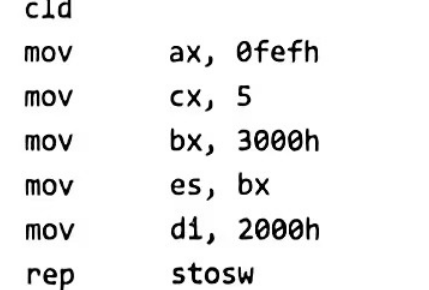 cld
mov ax, 0fefh
mov cx, 5
mov bx, 3000h
mov es, bx
mov di, 2000h
rep stosw